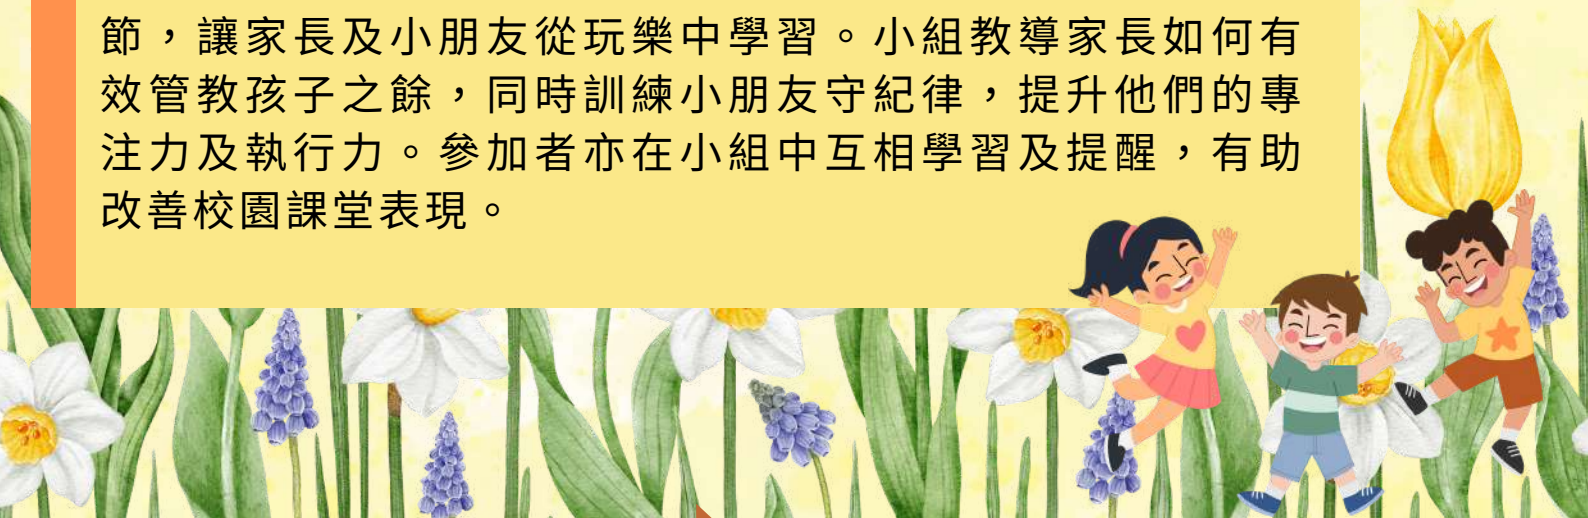 節，讓家長及小朋友從玩樂中學習。小組教導家長如何有
效管教孩子之餘，同時訓練小朋友守紀律，提升他們的專
注力及執行力。參加者亦在小組中互相學習及提醒，有助
改善校園課堂表現。